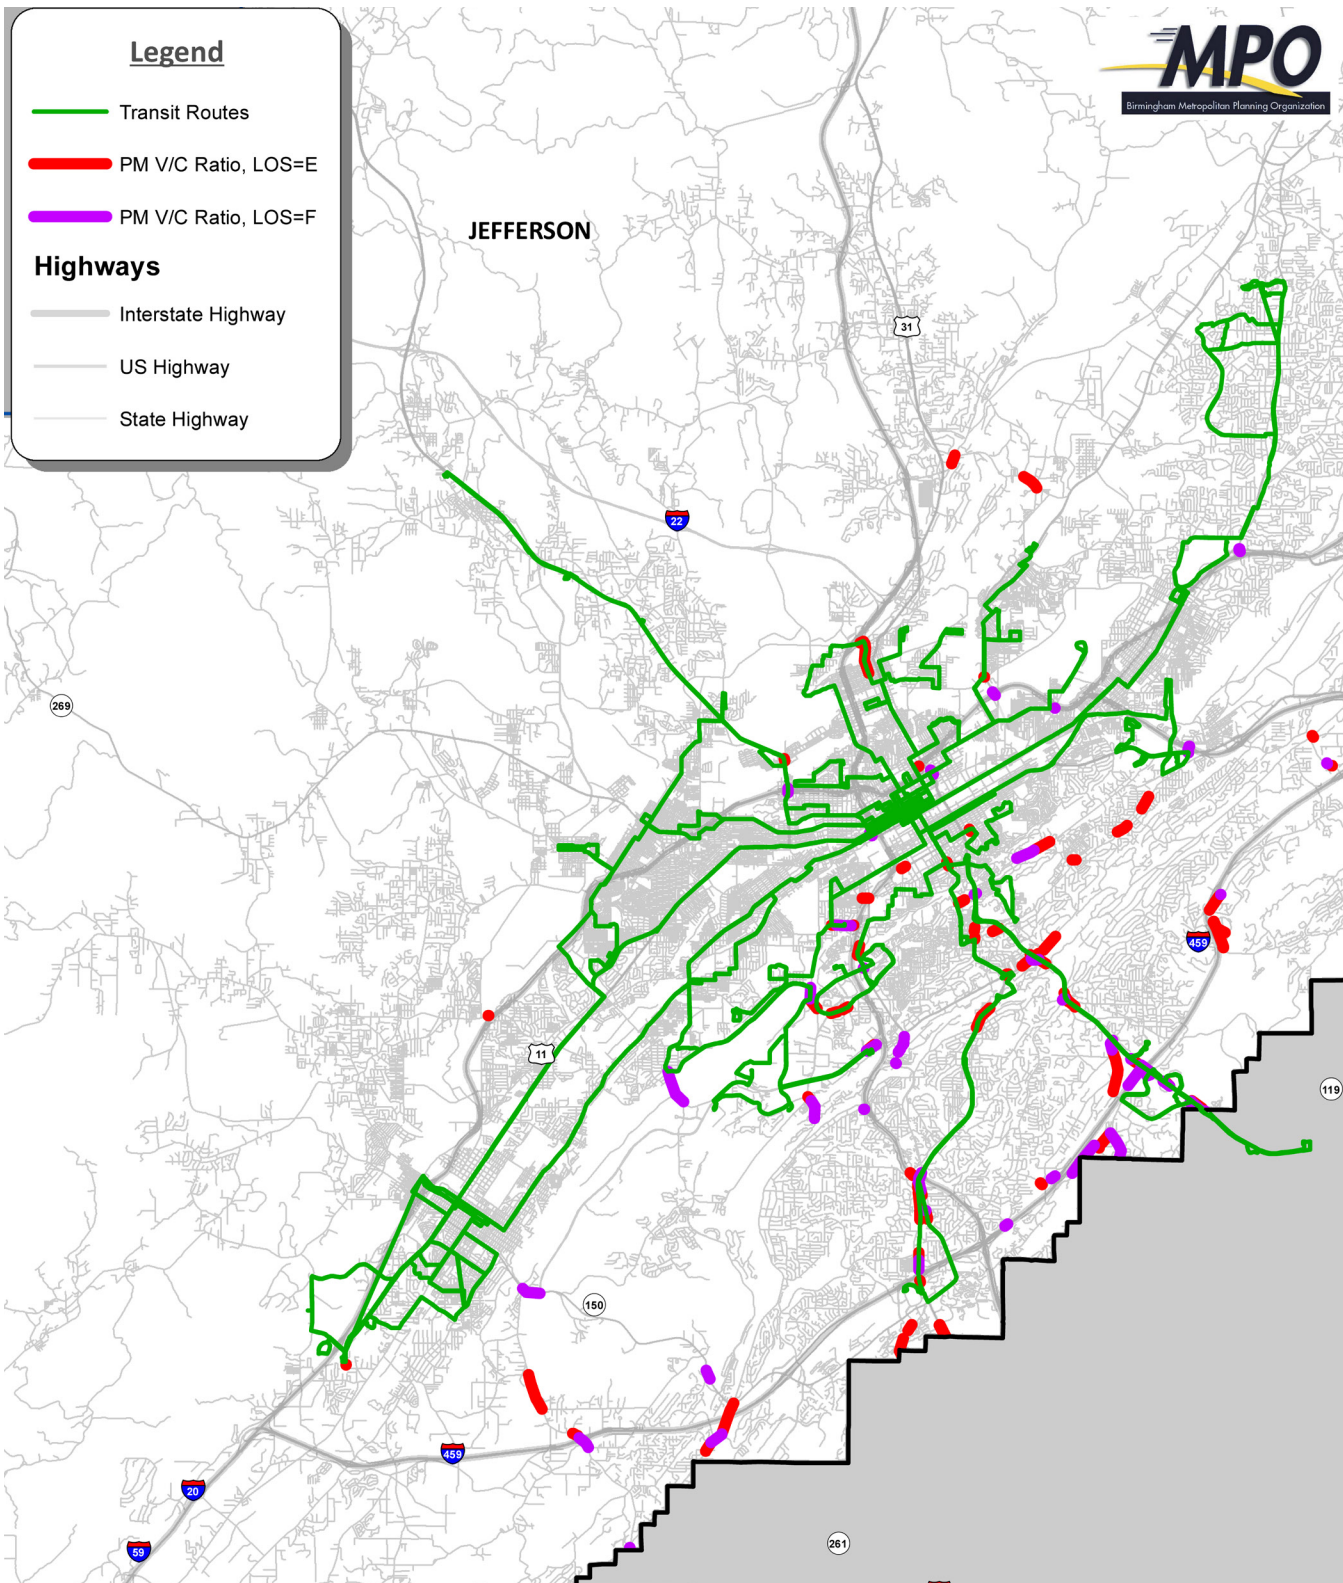 Legend
Transit Routes
PM V/C Ratio, LOS=E
PM V/C Ratio, LOS=F
Highways
Interstate Highway
US Highway
State Highway
MPO
Birmingham Metropolitan Planning Organization
JEFFERSON
31
22
269
459
11
119
150
459
20
59
261